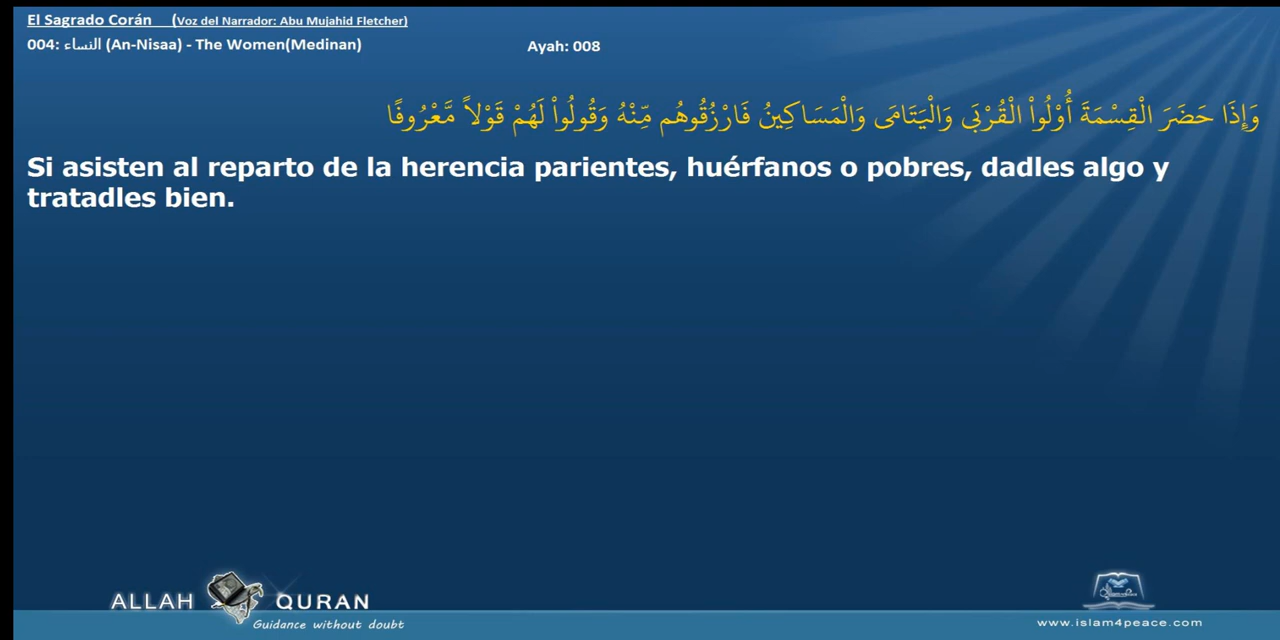 El Sagrado Corán (Voz del Narrador: Abu Mujahid Fletcher)
004: النساء (An-Nisaa) - The Women(Medinan) Ayah: 008
وَإِذَا حَضَرَ الْقِسْمَةَ أُوْلُواْ الْقُرْبَى وَالْيَتَامَى وَالْمَسَاكِينُ فَارْزُقُوهُم مِّنْهُ وَقُولُواْ لَهُمْ قَوْلاً مَّعْرُوفًا
Si asisten al reparto de la herencia parientes, huérfanos o pobres, dadles algo y
tratadles bien.
ALLAH QURAN
Guidance without doubt
www.islam4peace.com